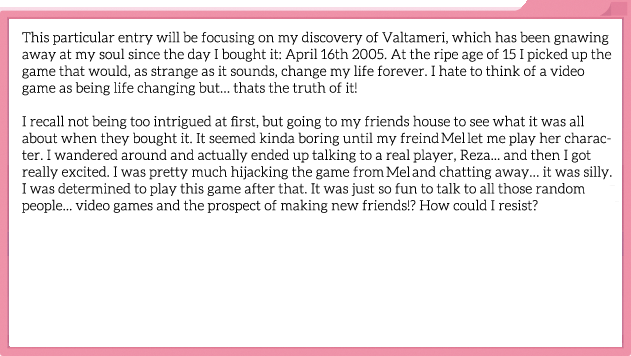 This particular entry will be focusing on my discovery of Valtameri, which has been gnawing
away at my soul since the day I bought it: April 16th 2005. At the ripe age of 15 I picked up the
game that would, as strange as it sounds, change my life forever. I hate to think of a video
game as being life changing but... thats the truth of it!
I recall not being too intrigued at first, but going to my friends house to see what it was all
about when they bought it. It seemed kinda boring until my freind Mel let me play her charac-
ter. I wandered around and actually ended up talking to a real player, Reza... and then I got
really excited. I was pretty much hijacking the game from Mel and chatting away... it was silly.
I was determined to play this game after that. It was just so fun to talk to all those random
people... video games and the prospect of making new friends!? How could I resist?